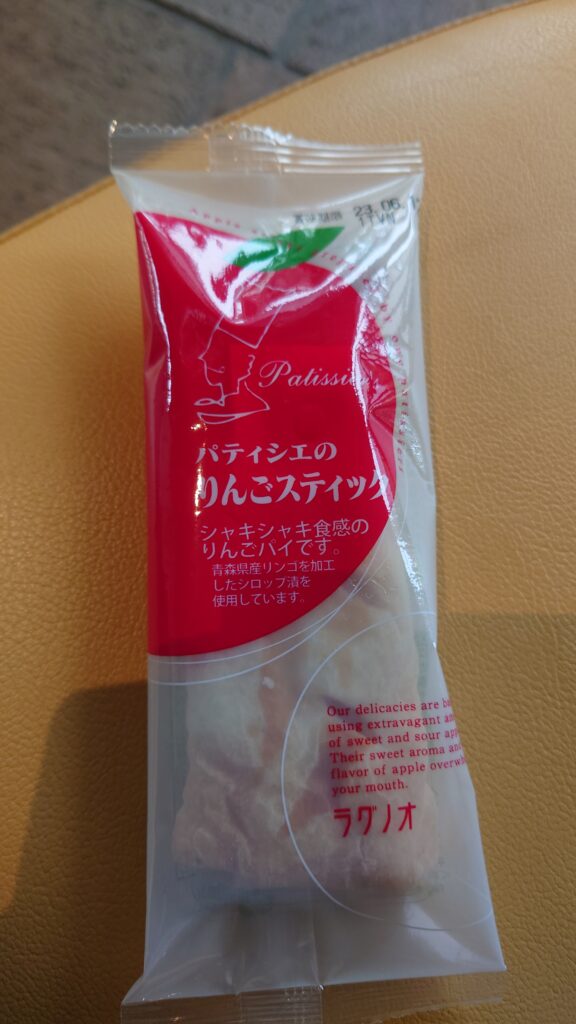 賞味期限 23.06.
Apple
Patissier
パティシエの
りんごスティック
シャキシャキ食感の
りんごパイです。
青森県産リンゴを加工
したシロップ漬を
使用しています。
Our delicacies are
using extravagant
of sweet and sour
Their sweet aroma and
flavor of apple
your mouth.
ラグノオ